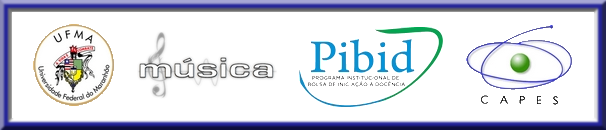 UFMA
Universidade Federal do Maranhão
música
Pibid
PROGRAMA INSTITUCIONAL DE
BOLSA DE INICIAÇÃO À DOCÊNCIA
CAPES